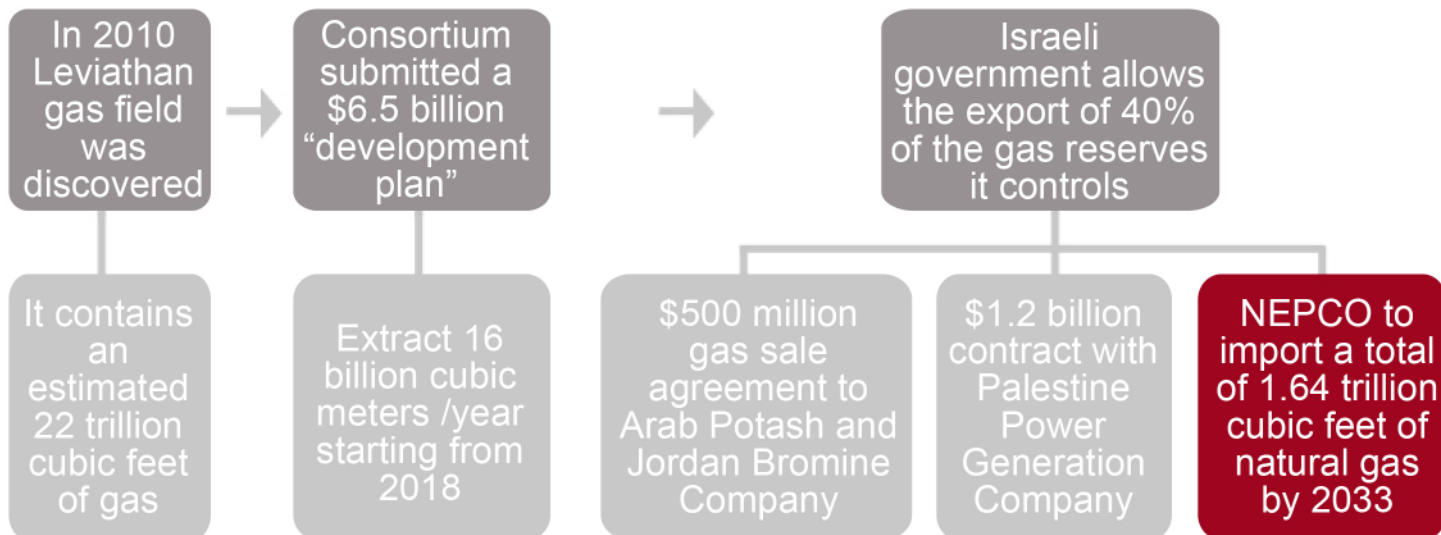 In 2010
Leviathan
gas field
was
discovered
Consortium
submitted a
$6.5 billion
“development
plan”
Israeli
government allows
the export of 40%
of the gas reserves
it controls
It contains
an
estimated
22 trillion
cubic feet
of gas
Extract 16
billion cubic
meters /year
starting from
2018
$500 million
gas sale
agreement to
Arab Potash and
Jordan Bromine
Company
$1.2 billion
contract with
Palestine
Power
Generation
Company
NEPCO to
import a total
of 1.64 trillion
cubic feet of
natural gas
by 2033